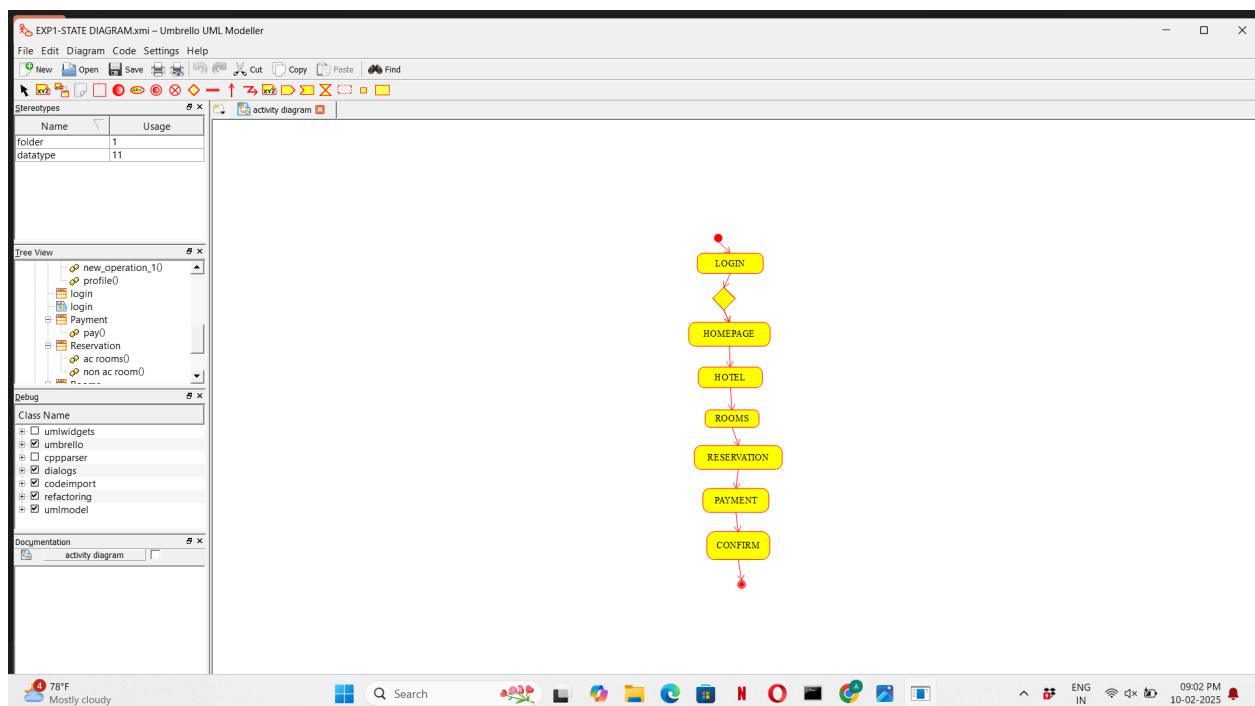 EXP1-STATE DIAGRAM.xmi – Umbrello UML Modeller
File Edit Diagram Code Settings Help
New Open Save Cut Copy Paste Find
Stereotypes
activity diagram
Name Usage
folder 1
datatype 11
Tree View
new_operation_1()
profile()
login
login
Payment
pay()
Reservation
ac rooms()
non ac room()
Debug
Class Name
umlwidgets
umbrello
cppparser
dialogs
codeimport
refactoring
umlmodel
Documentation
activity diagram
LOGIN
HOMEPAGE
HOTEL
ROOMS
RESERVATION
PAYMENT
CONFIRM
4
78°F
Mostly cloudy
Search
ENG
IN
09:02 PM
10-02-2025